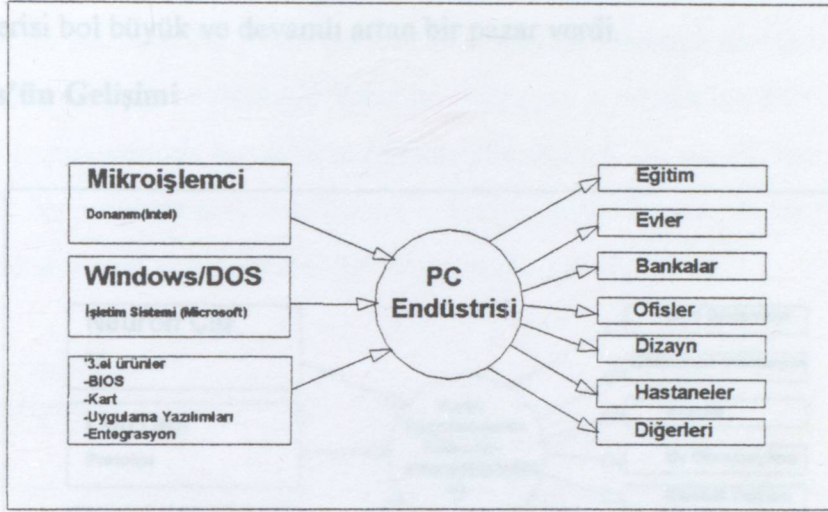 erisi bol büyük ve devamlı artan bir pazar verdi.
'ün Gelişimi
Mikroişlemci
Donanım(Intel)
Windows/DOS
İşletim Sistemi (Microsoft)
'3.el ürünler
-BIOS
-Kart
-Uygulama Yazılımları
-Entegrasyon
PC
Endüstrisi
Eğitim
Evler
Bankalar
Ofisler
Dizayn
Hastaneler
Diğerleri